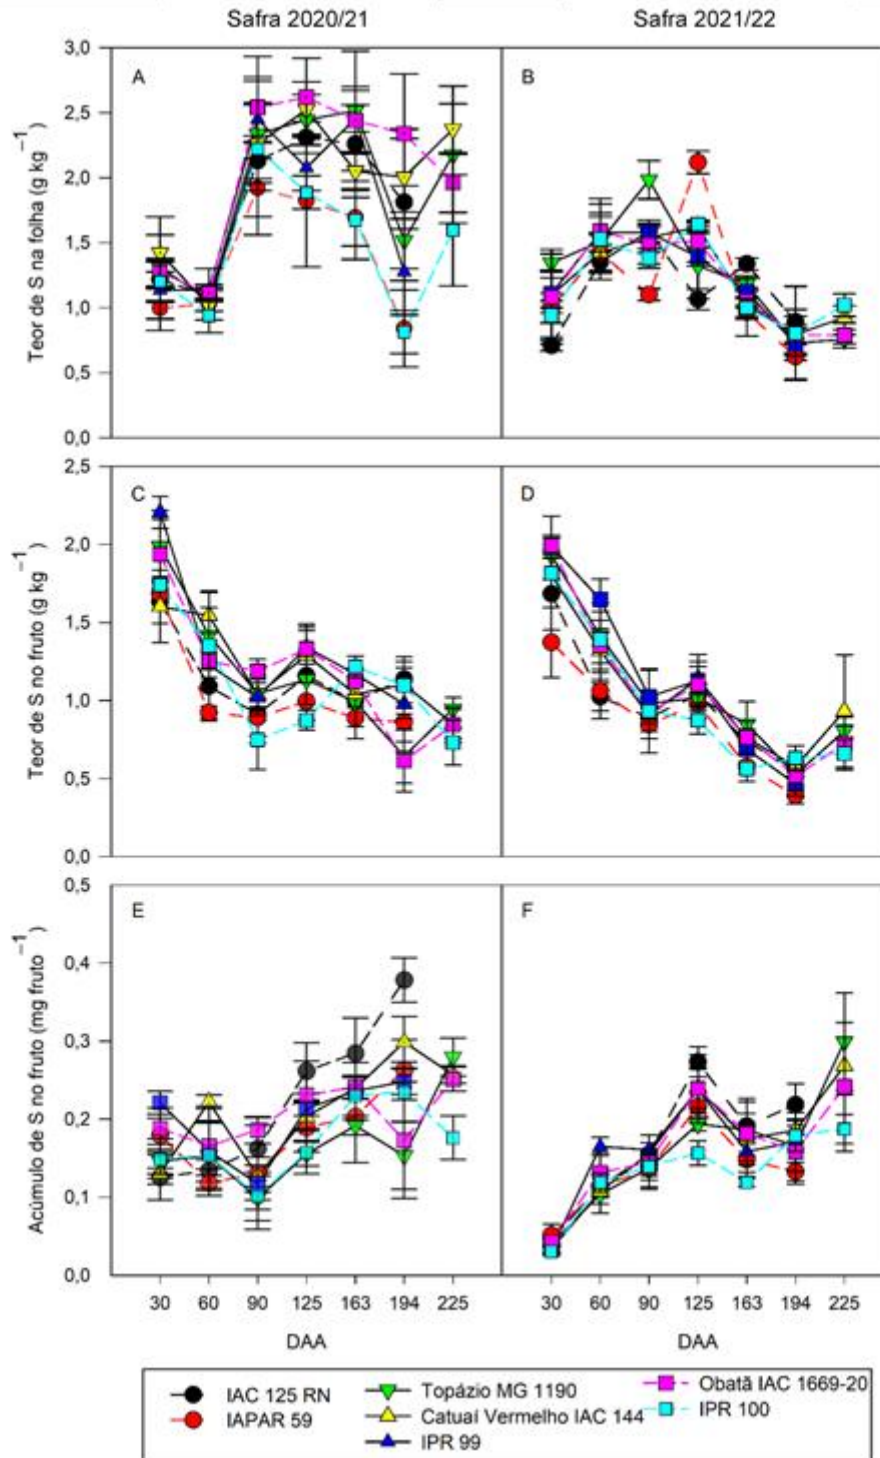 Safra 2020/21
Safra 2021/22
Teor de S na folha (g kg⁻¹)
3,0
2,5
2,0
1,5
1,0
0,5
0,0
A
B
Teor de S no fruto (g kg⁻¹)
2,5
2,0
1,5
1,0
0,5
0,0
C
D
Acúmulo de S no fruto (mg fruto⁻¹)
0,5
0,4
0,3
0,2
0,1
0,0
E
F
30 60 90 125 163 194 225
30 60 90 125 163 194 225
DAA
DAA
IAC 125 RN
IAPAR 59
Topázio MG 1190
Catuaí Vermelho IAC 144
IPR 99
Obatã IAC 1669-20
IPR 100